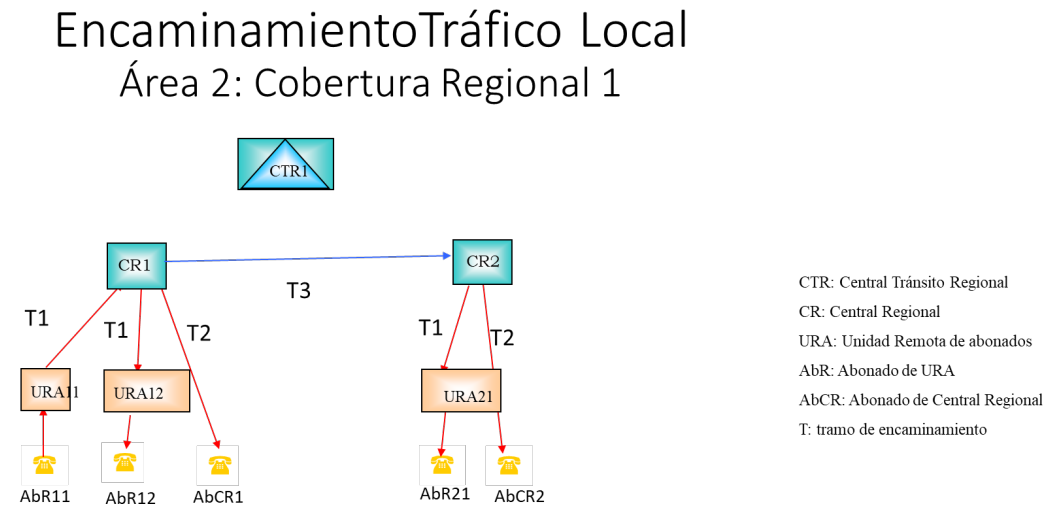 EncaminamientoTráfico Local
Área 2: Cobertura Regional 1
CTR1
CR1
CR2
T3
T1
T1
T2
T1
T2
URA11
URA12
URA21
AbR11
AbR12
AbCR1
AbR21
AbCR2
CTR: Central Tránsito Regional
CR: Central Regional
URA: Unidad Remota de abonados
AbR: Abonado de URA
AbCR: Abonado de Central Regional
T: tramo de encaminamiento